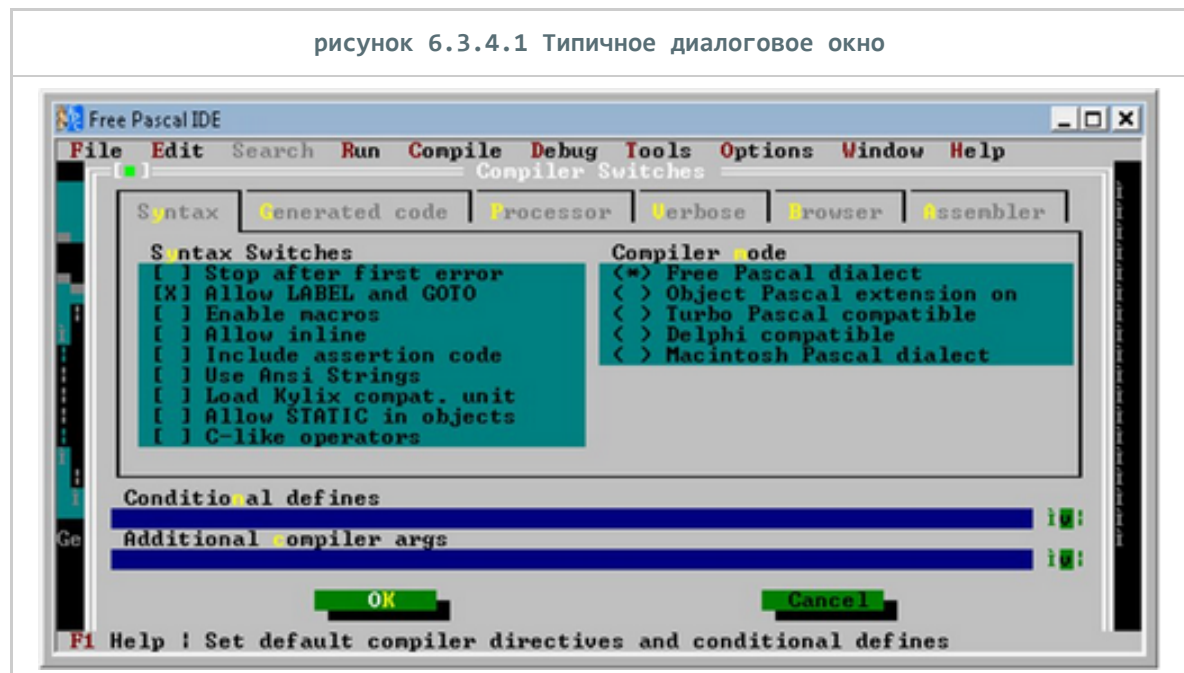 рисунок 6.3.4.1 Типичное диалоговое окно
Free Pascal IDE
File Edit Search Run Compile Debug Tools Options Window Help
Compiler Switches
Syntax Generated code Processor Verbose Browser Assembler
Syntax Switches
[ ] Stop after first error
[X] Allow LABEL and GOTO
[ ] Enable macros
[ ] Allow inline
[ ] Include assertion code
[ ] Use Ansi Strings
[ ] Load Kylix compat. unit
[ ] Allow STATIC in objects
[ ] C-like operators
Compiler mode
(*) Free Pascal dialect
( ) Object Pascal extension on
( ) Turbo Pascal compatible
( ) Delphi compatible
( ) Macintosh Pascal dialect
Conditional defines
Ge
Additional compiler args
OK Cancel
F1 Help ¦ Set default compiler directives and conditional defines